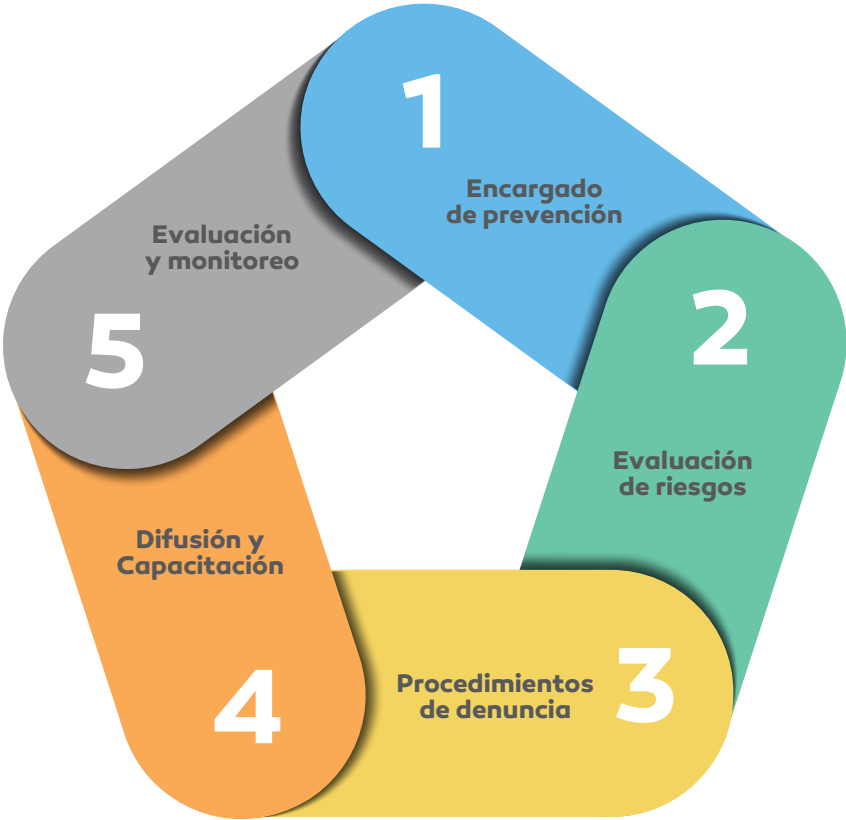 1
Encargado
de prevención
2
Evaluación
de riesgos
3
Procedimientos
de denuncia
4
Difusión y
Capacitación
5
Evaluación
y monitoreo